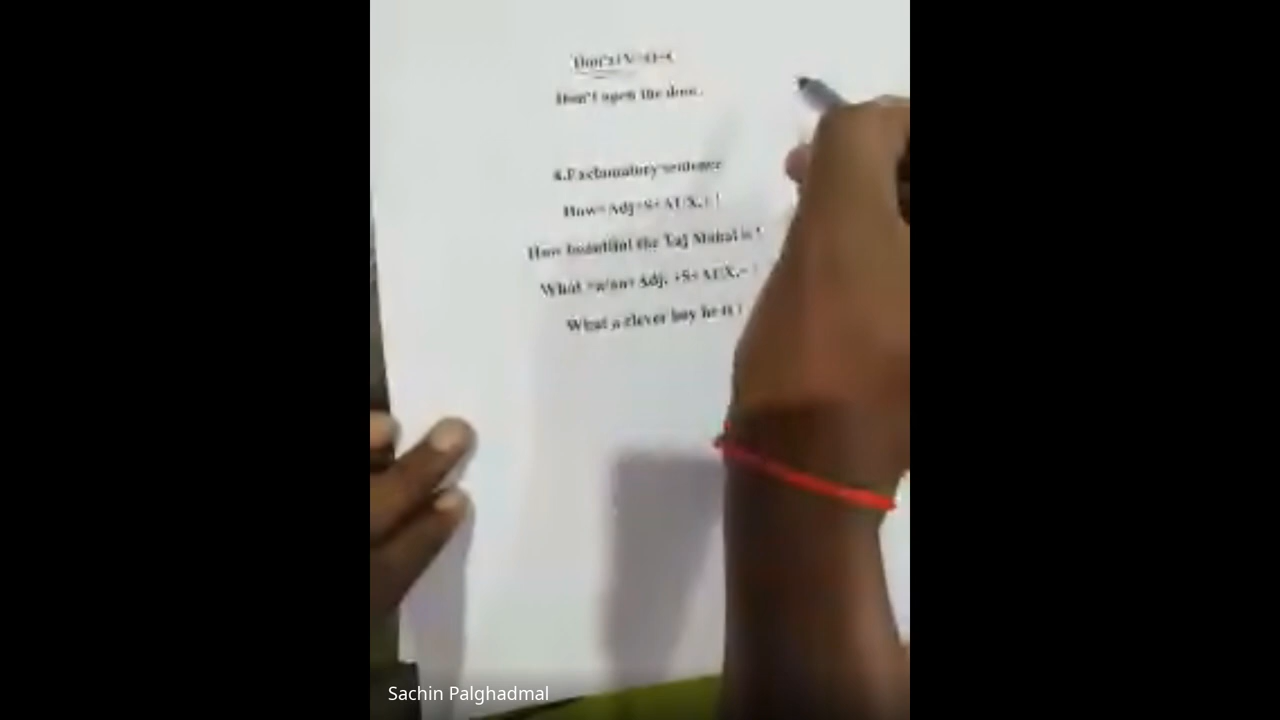 Don't+V+O+C
Don't open the door.
4.Exclamatory sentence
How+Adj+S+AUX.+ !
How beautiful the Taj Mahal is !
What +a/an+ Adj. +S+AUX.+ !
What a clever boy he is !
Sachin Palghadmal